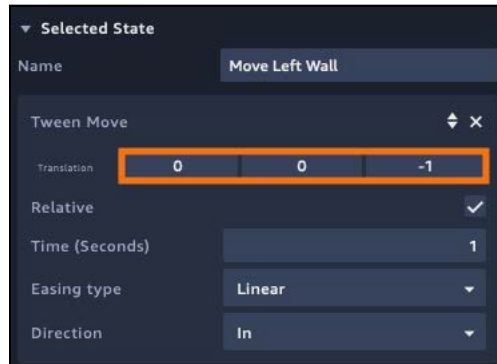 Selected State
Name Move Left Wall
Tween Move
Translation 0 0 -1
Relative
Time (Seconds) 1
Easing type Linear
Direction In